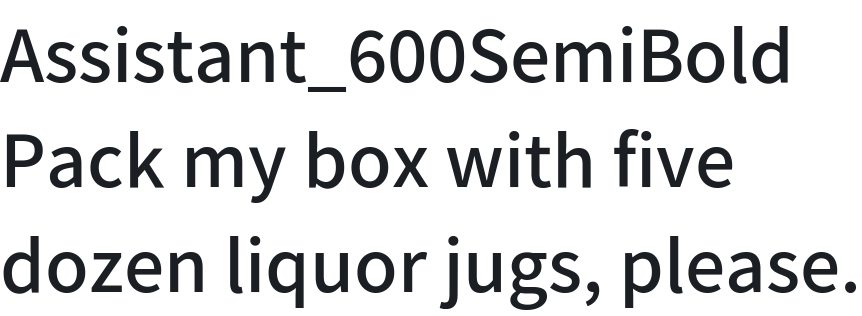 Assistant_600SemiBold
Pack my box with five
dozen liquor jugs, please.